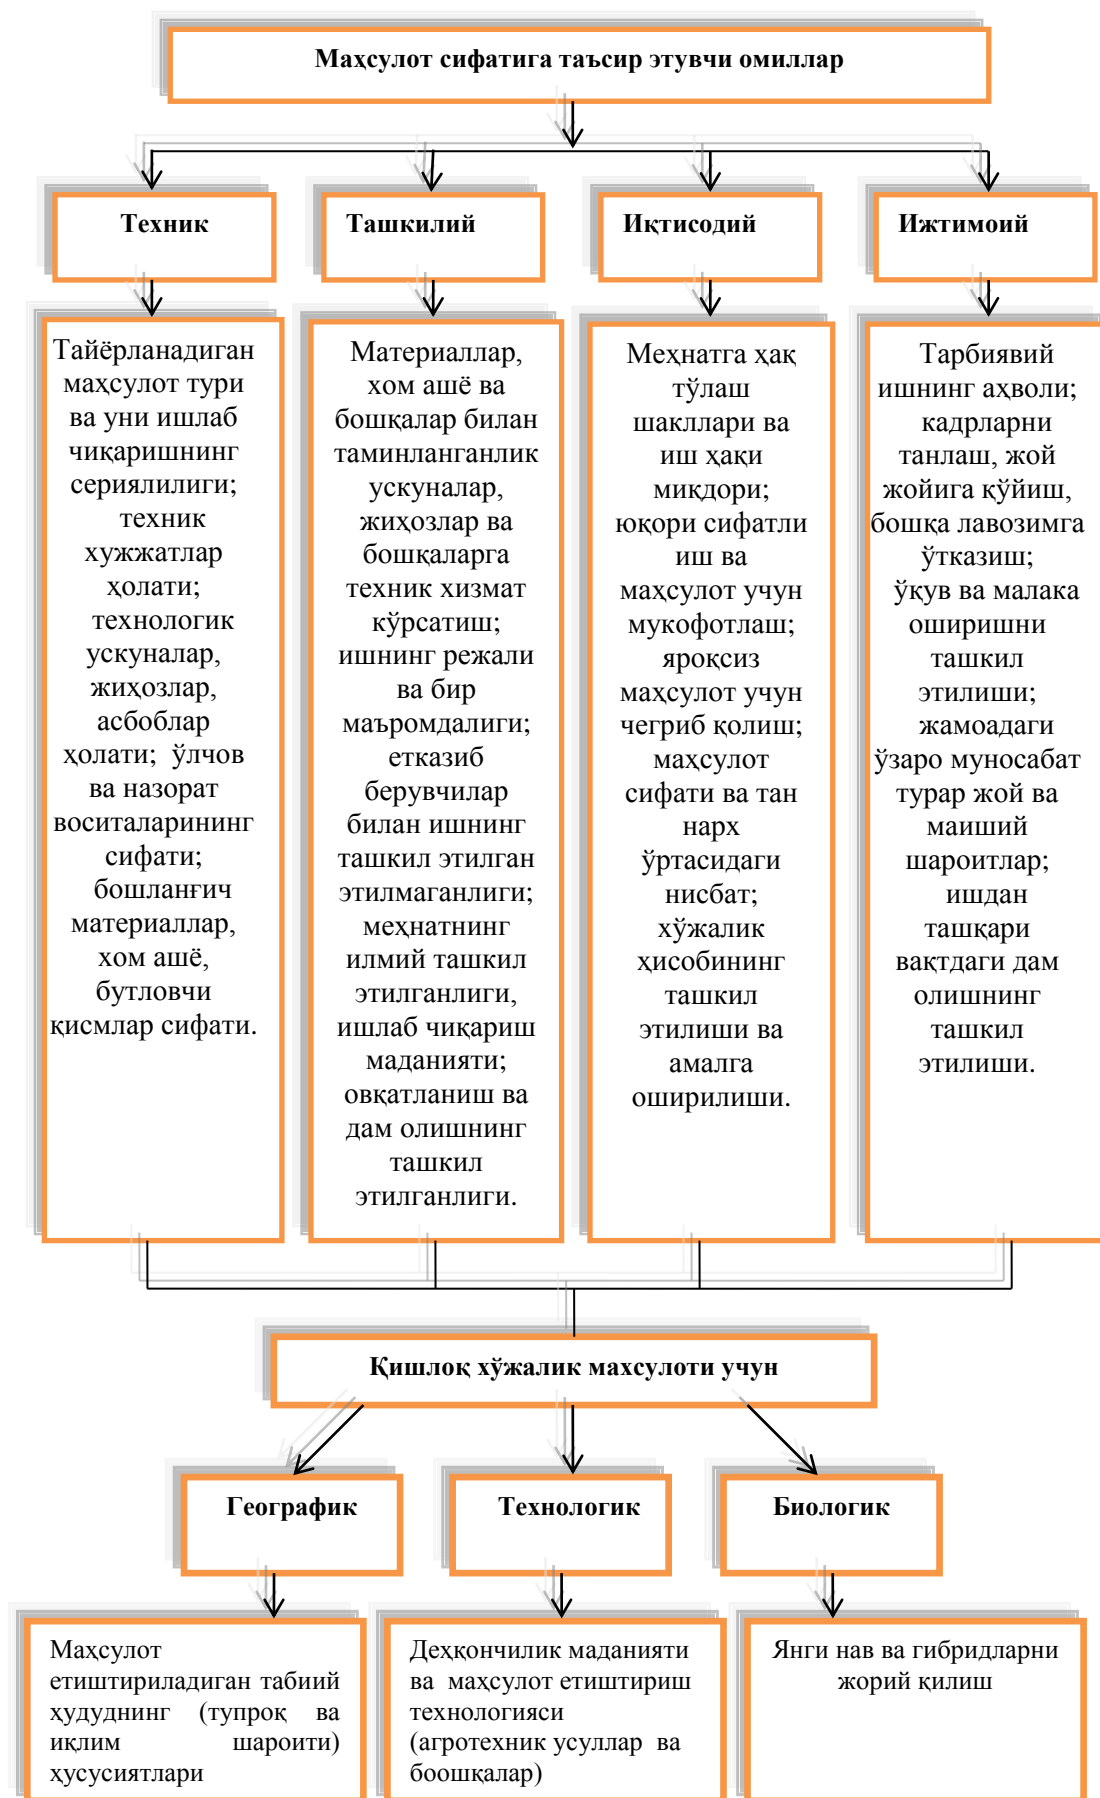 Маҳсулот сифатига таъсир этувчи омиллар
Техник
Ташкилий
Иқтисодий
Ижтимоий
Тайёрланадиган
маҳсулот тури
ва уни ишлаб
чиқаришнинг
сериялилиги;
техник
хужжатлар
ҳолати;
технологик
ускуналар,
жиҳозлар,
асбоблар
ҳолати; ўлчов
ва назорат
воситаларининг
сифати;
бошланғич
материаллар,
хом ашё,
бутловчи
қисмлар сифати.
Материаллар,
хом ашё ва
бошқалар билан
таминланганлик
ускуналар,
жиҳозлар ва
бошқаларга
техник хизмат
кўрсатиш;
ишнинг режали
ва бир
маъромдалиги;
етказиб
берувчилар
билан ишнинг
ташкил этилган
этилмаганлиги;
меҳнатнинг
илмий ташкил
этилганлиги,
ишлаб чиқариш
маданияти;
овқатланиш ва
дам олишнинг
ташкил
этилганлиги.
Меҳнатга ҳақ
тўлаш
шакллари ва
иш ҳақи
миқдори;
юқори сифатли
иш ва
маҳсулот учун
мукофотлаш;
яроқсиз
маҳсулот учун
чегриб қолиш;
маҳсулот
сифати ва тан
нарх
ўртасидаги
нисбат;
хўжалик
ҳисобининг
ташкил
этилиши ва
амалга
оширилиши.
Тарбиявий
ишнинг аҳволи;
кадрларни
танлаш, жой
жойига қўйиш,
бошқа лавозимга
ўтказиш;
ўқув ва малака
оширишни
ташкил
этилиши;
жамоадаги
ўзаро муносабат
турар жой ва
маиший
шароитлар;
ишдан
ташқари
вақтдаги дам
олишнинг
ташкил
этилиши.
Қишлоқ хўжалик махсулоти учун
Географик
Технологик
Биологик
Маҳсулот
етиштириладиган табиий
ҳудуднинг (тупроқ ва
иқлим шароити)
ҳусусиятлари
Деҳқончилик маданияти
ва маҳсулот етиштириш
технологияси
(агротехник усуллар ва
боошқалар)
Янги нав ва гибридларни
жорий қилиш